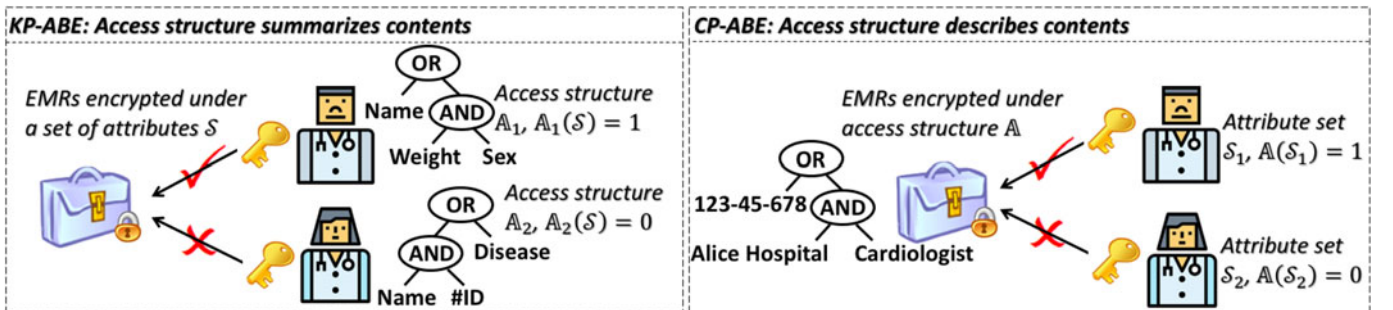 KP-ABE: Access structure summarizes contents
EMRs encrypted under
a set of attributes 𝒮
OR
Name
AND
Weight
Sex
Access structure
𝔸₁, 𝔸₁(𝒮) = 1
Access structure
𝔸₂, 𝔸₂(𝒮) = 0
OR
AND
Disease
Name
#ID
CP-ABE: Access structure describes contents
EMRs encrypted under
access structure 𝔸
OR
123-45-678
AND
Alice Hospital
Cardiologist
Attribute set
𝒮₁, 𝔸(𝒮₁) = 1
Attribute set
𝒮₂, 𝔸(𝒮₂) = 0